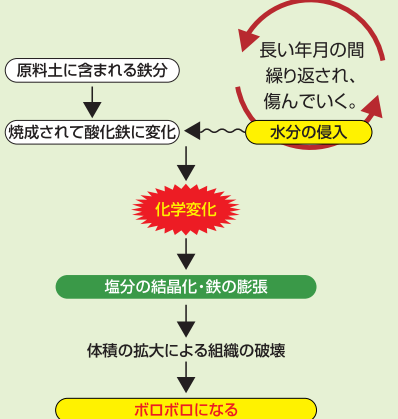 長い年月の間
繰り返され、
傷んでいく。
原料土に含まれる鉄分
焼成されて酸化鉄に変化
水分の侵入
化学変化
塩分の結晶化・鉄の膨張
体積の拡大による組織の破壊
ボロボロになる